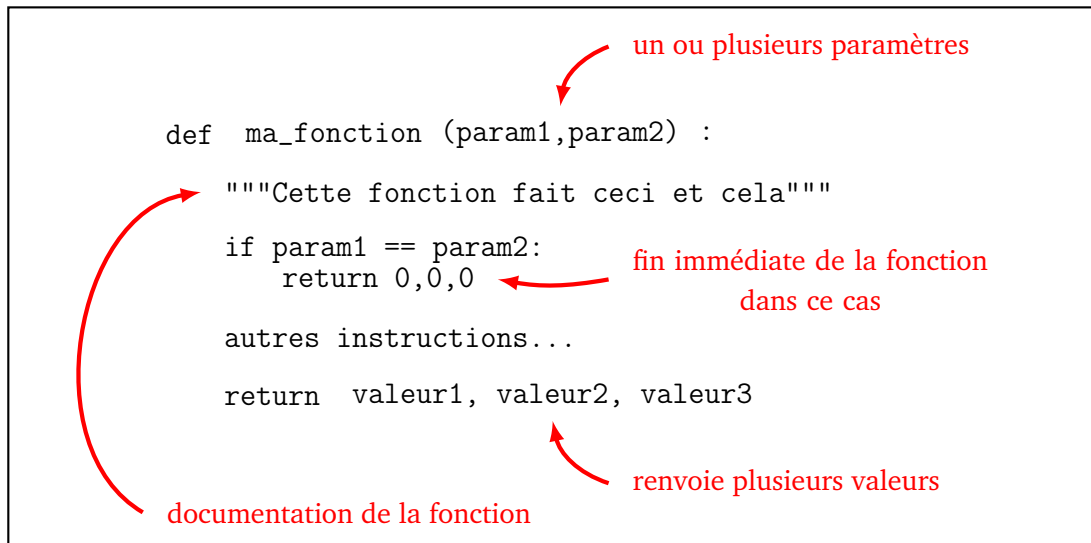 un ou plusieurs paramètres
def ma_fonction (param1,param2) :
"""Cette fonction fait ceci et cela"""
if param1 == param2:
return 0,0,0
fin immédiate de la fonction
dans ce cas
autres instructions...
return valeur1, valeur2, valeur3
renvoie plusieurs valeurs
documentation de la fonction